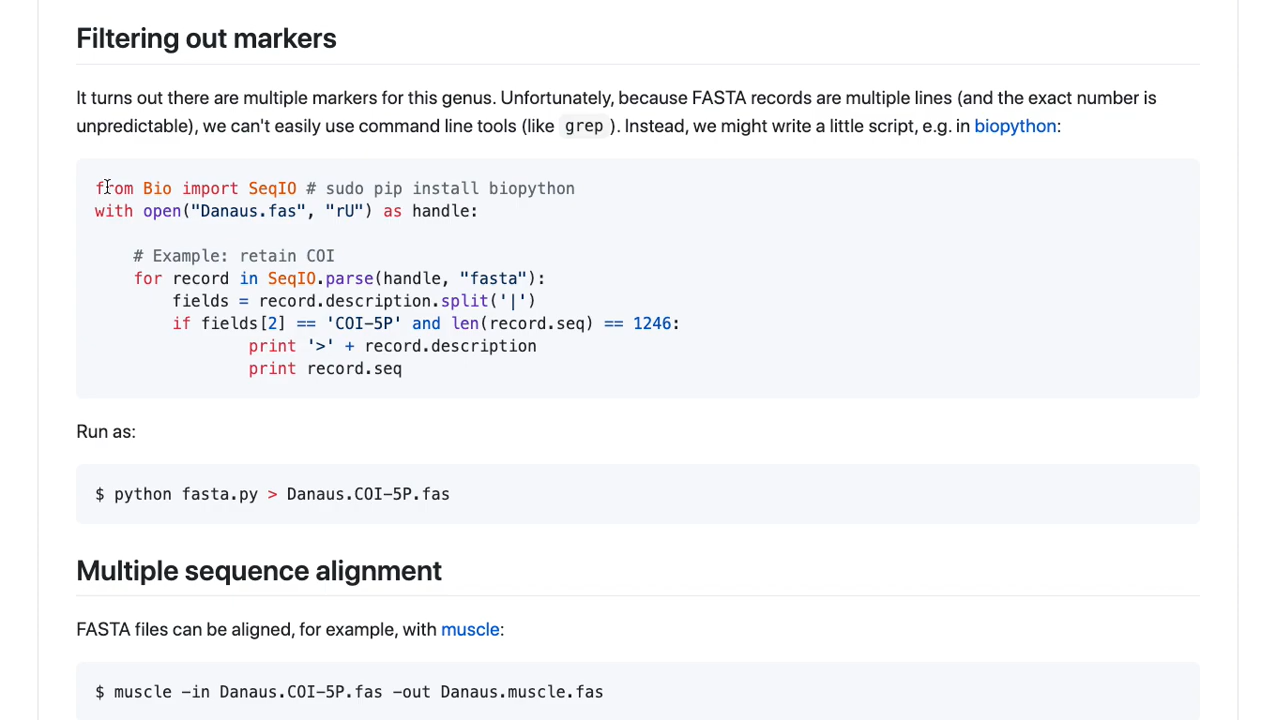 Filtering out markers
It turns out there are multiple markers for this genus. Unfortunately, because FASTA records are multiple lines (and the exact number is
unpredictable), we can't easily use command line tools (like grep ). Instead, we might write a little script, e.g. in biopython:
from Bio import SeqIO # sudo pip install biopython
with open("Danaus.fas", "rU") as handle:
    # Example: retain COI
    for record in SeqIO.parse(handle, "fasta"):
        fields = record.description.split('|')
        if fields[2] == 'COI-5P' and len(record.seq) == 1246:
                print '>' + record.description
                print record.seq
Run as:
$ python fasta.py > Danaus.COI-5P.fas
Multiple sequence alignment
FASTA files can be aligned, for example, with muscle:
$ muscle -in Danaus.COI-5P.fas -out Danaus.muscle.fas